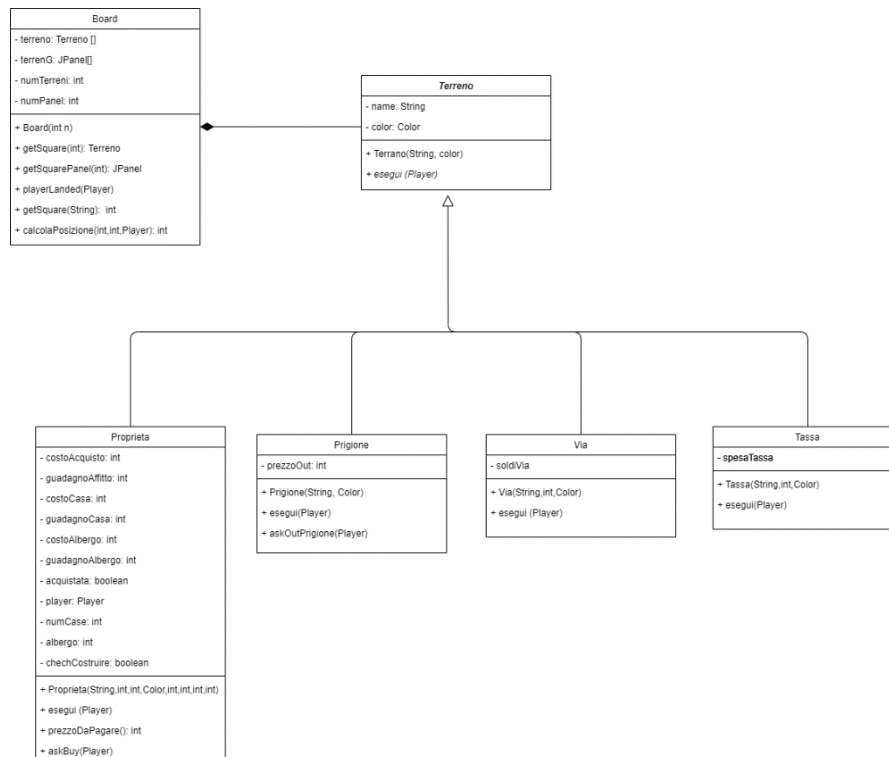 Board
- terreno: Terreno []
- terrenG: JPanel[]
- numTerreni: int
- numPanel: int
+ Board(int n)
+ getSquare(int): Terreno
+ getSquarePanel(int): JPanel
+ playerLanded(Player)
+ getSquare(String): int
+ calcolaPosizione(int,int,Player): int
Terreno
- name: String
- color: Color
+ Terrano(String, color)
+ esegui (Player)
Proprieta
- costoAcquisto: int
- guadagnoAffitto: int
- costoCasa: int
- guadagnoCasa: int
- costoAlbergo: int
- guadagnoAlbergo: int
- acquistata: boolean
- player: Player
- numCase: int
- albergo: int
- chechCostruire: boolean
+ Proprieta(String,int,int,Color,int,int,int,int)
+ esegui (Player)
+ prezzoDaPagare(): int
+ askBuy(Player)
Prigione
- prezzoOut: int
+ Prigione(String, Color)
+ esegui(Player)
+ askOutPrigione(Player)
Via
- soldiVia
+ Via(String,int,Color)
+ esegui (Player)
Tassa
- spesaTassa
+ Tassa(String,int,Color)
+ esegui(Player)